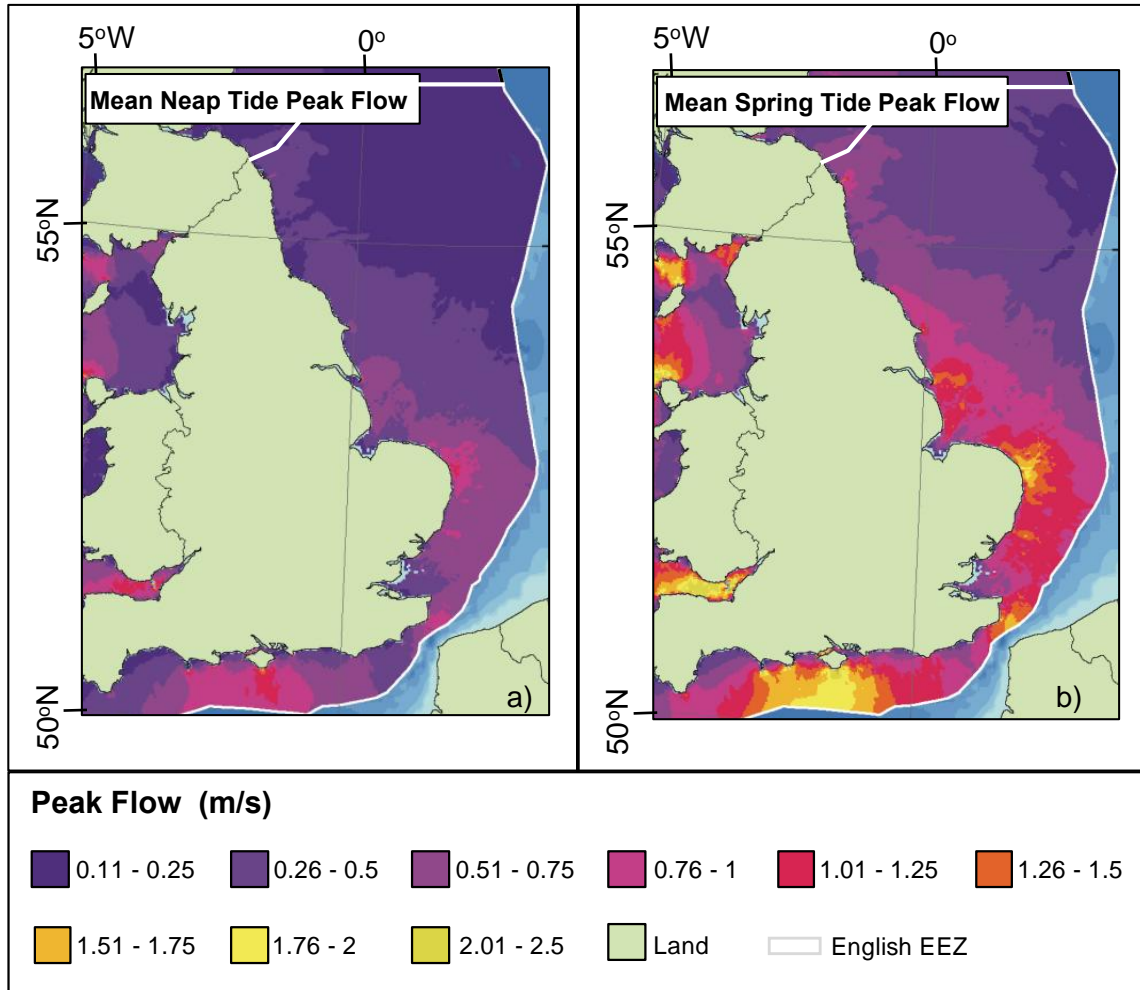 5°W
0°
Mean Neap Tide Peak Flow
55°N
50°N
a)
5°W
0°
Mean Spring Tide Peak Flow
55°N
50°N
b)
Peak Flow (m/s)
0.11 - 0.25
0.26 - 0.5
0.51 - 0.75
0.76 - 1
1.01 - 1.25
1.26 - 1.5
1.51 - 1.75
1.76 - 2
2.01 - 2.5
Land
English EEZ